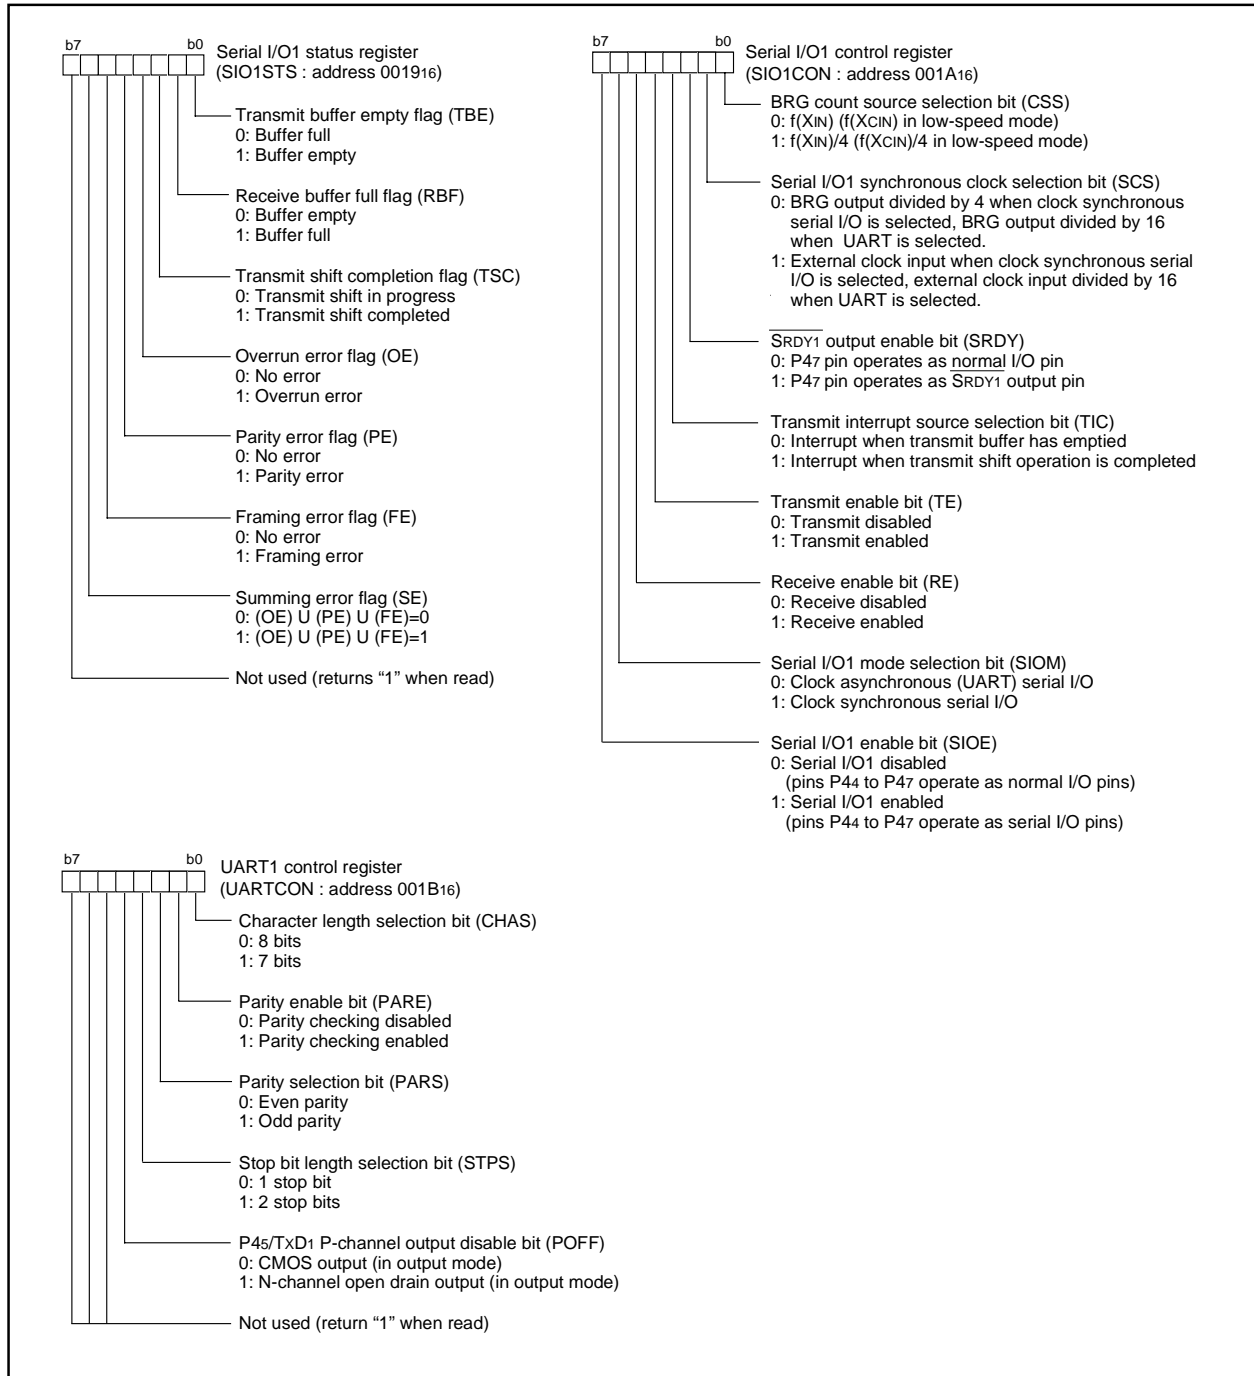 b7 b0
Serial I/O1 status register
(SIO1STS : address 001916)
Transmit buffer empty flag (TBE)
0: Buffer full
1: Buffer empty
Receive buffer full flag (RBF)
0: Buffer empty
1: Buffer full
Transmit shift completion flag (TSC)
0: Transmit shift in progress
1: Transmit shift completed
Overrun error flag (OE)
0: No error
1: Overrun error
Parity error flag (PE)
0: No error
1: Parity error
Framing error flag (FE)
0: No error
1: Framing error
Summing error flag (SE)
0: (OE) U (PE) U (FE)=0
1: (OE) U (PE) U (FE)=1
Not used (returns “1” when read)
b7 b0
Serial I/O1 control register
(SIO1CON : address 001A16)
BRG count source selection bit (CSS)
0: f(XIN) (f(XCIN) in low-speed mode)
1: f(XIN)/4 (f(XCIN)/4 in low-speed mode)
Serial I/O1 synchronous clock selection bit (SCS)
0: BRG output divided by 4 when clock synchronous
serial I/O is selected, BRG output divided by 16
when UART is selected.
1: External clock input when clock synchronous serial
I/O is selected, external clock input divided by 16
when UART is selected.
SRDY1 output enable bit (SRDY)
0: P47 pin operates as normal I/O pin
1: P47 pin operates as SRDY1 output pin
Transmit interrupt source selection bit (TIC)
0: Interrupt when transmit buffer has emptied
1: Interrupt when transmit shift operation is completed
Transmit enable bit (TE)
0: Transmit disabled
1: Transmit enabled
Receive enable bit (RE)
0: Receive disabled
1: Receive enabled
Serial I/O1 mode selection bit (SIOM)
0: Clock asynchronous (UART) serial I/O
1: Clock synchronous serial I/O
Serial I/O1 enable bit (SIOE)
0: Serial I/O1 disabled
(pins P44 to P47 operate as normal I/O pins)
1: Serial I/O1 enabled
(pins P44 to P47 operate as serial I/O pins)
b7 b0
UART1 control register
(UARTCON : address 001B16)
Character length selection bit (CHAS)
0: 8 bits
1: 7 bits
Parity enable bit (PARE)
0: Parity checking disabled
1: Parity checking enabled
Parity selection bit (PARS)
0: Even parity
1: Odd parity
Stop bit length selection bit (STPS)
0: 1 stop bit
1: 2 stop bits
P45/TXD1 P-channel output disable bit (POFF)
0: CMOS output (in output mode)
1: N-channel open drain output (in output mode)
Not used (return “1” when read)